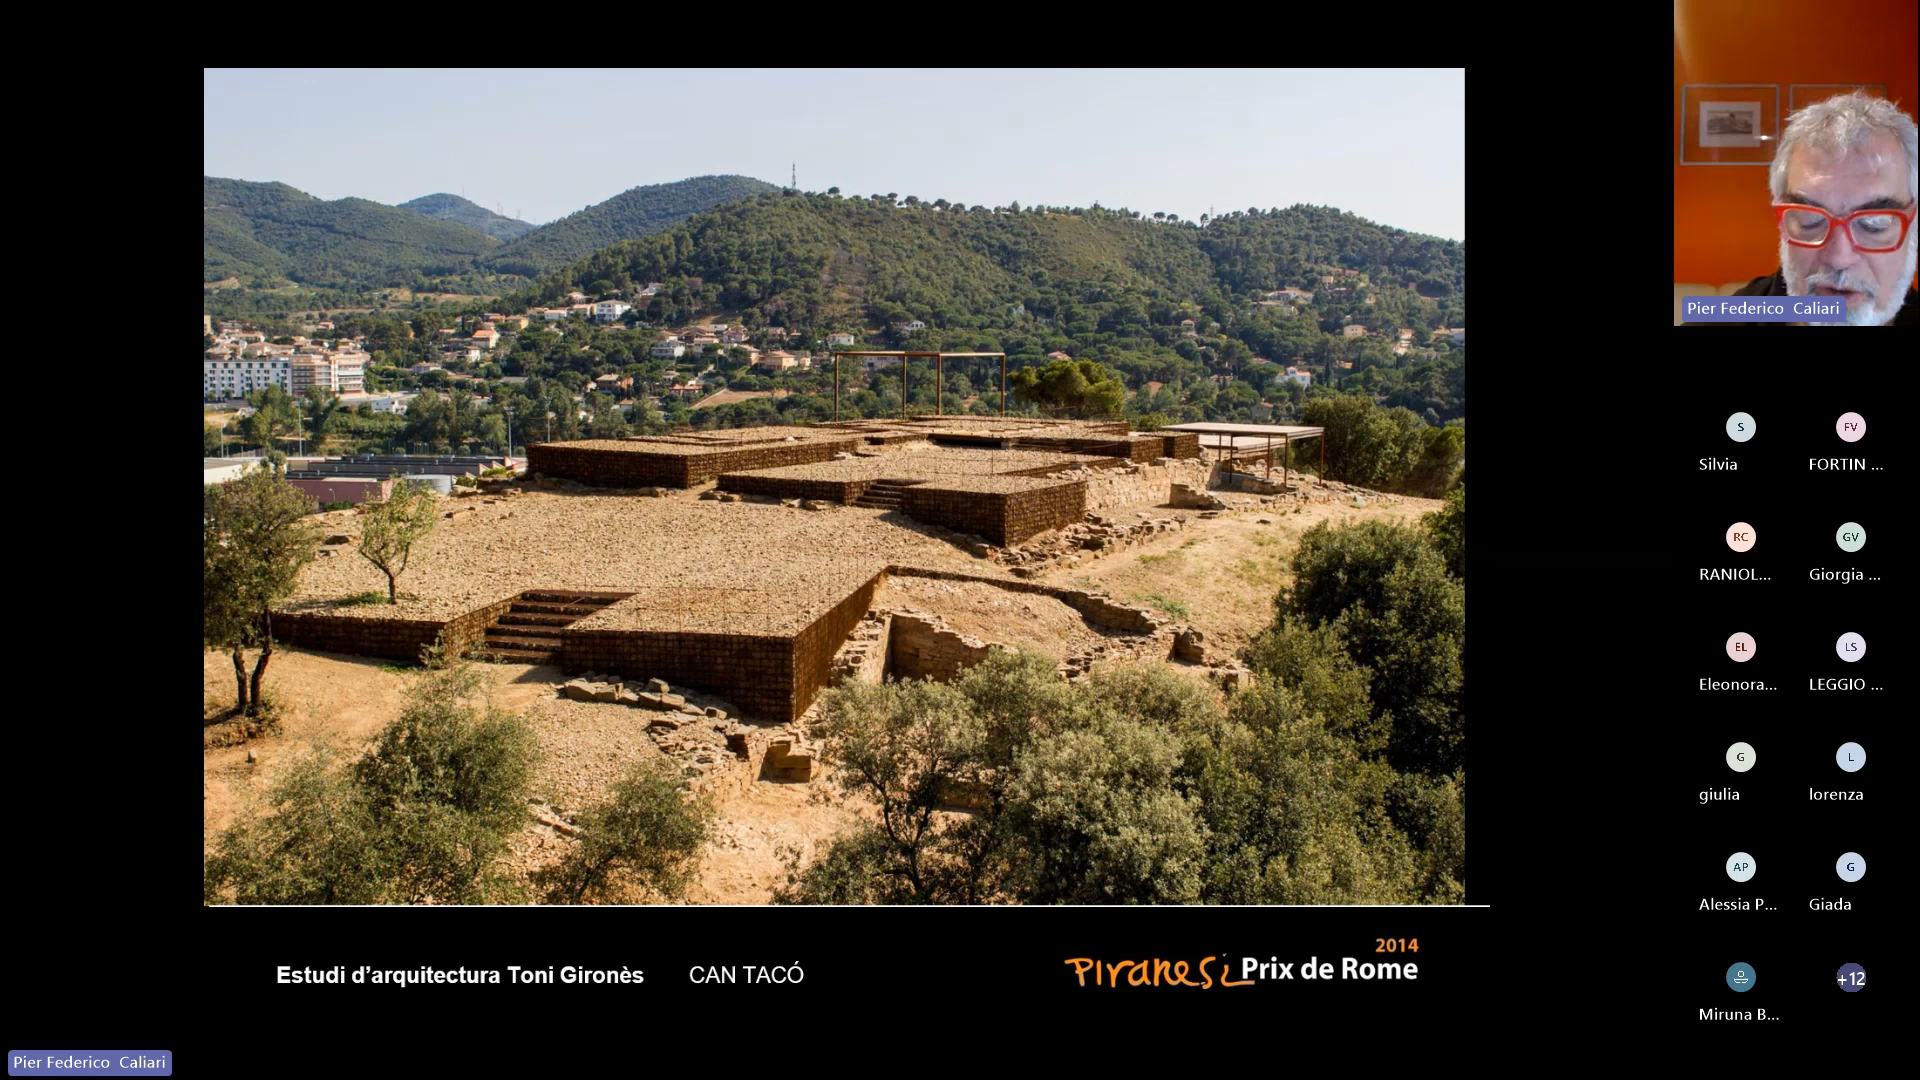 Pier Federico Caliari
S
FV
Silvia
FORTIN ...
RC
GV
RANIOL...
Giorgia ...
EL
LS
Eleonora...
LEGGIO ...
G
L
giulia
lorenza
AP
G
Alessia P...
Giada
+12
Miruna B...
2014
Piranesi Prix de Rome
Estudi d’arquitectura Toni Gironès CAN TACÓ
Pier Federico Caliari